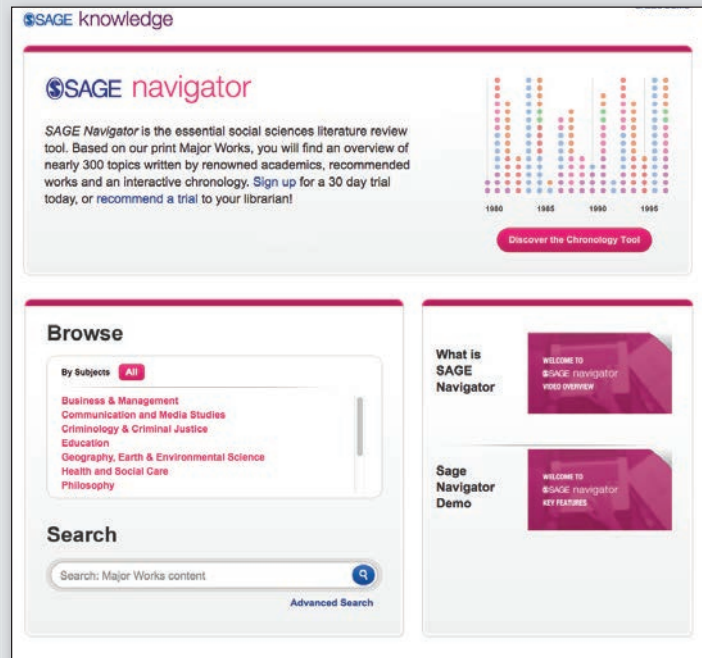 SAGE knowledge
SAGE navigator
SAGE Navigator is the essential social sciences literature review
tool. Based on our print Major Works, you will find an overview of
nearly 300 topics written by renowned academics, recommended
works and an interactive chronology. Sign up for a 30 day trial
today, or recommend a trial to your librarian!
1980 1985 1990 1995
Discover the Chronology Tool
Browse
By Subjects All
Business & Management
Communication and Media Studies
Criminology & Criminal Justice
Education
Geography, Earth & Environmental Science
Health and Social Care
Philosophy
Search
Search: Major Works content
Advanced Search
What is
SAGE
Navigator
WELCOME TO
SAGE navigator
VIDEO OVERVIEW
Sage
Navigator
Demo
WELCOME TO
SAGE navigator
KEY FEATURES